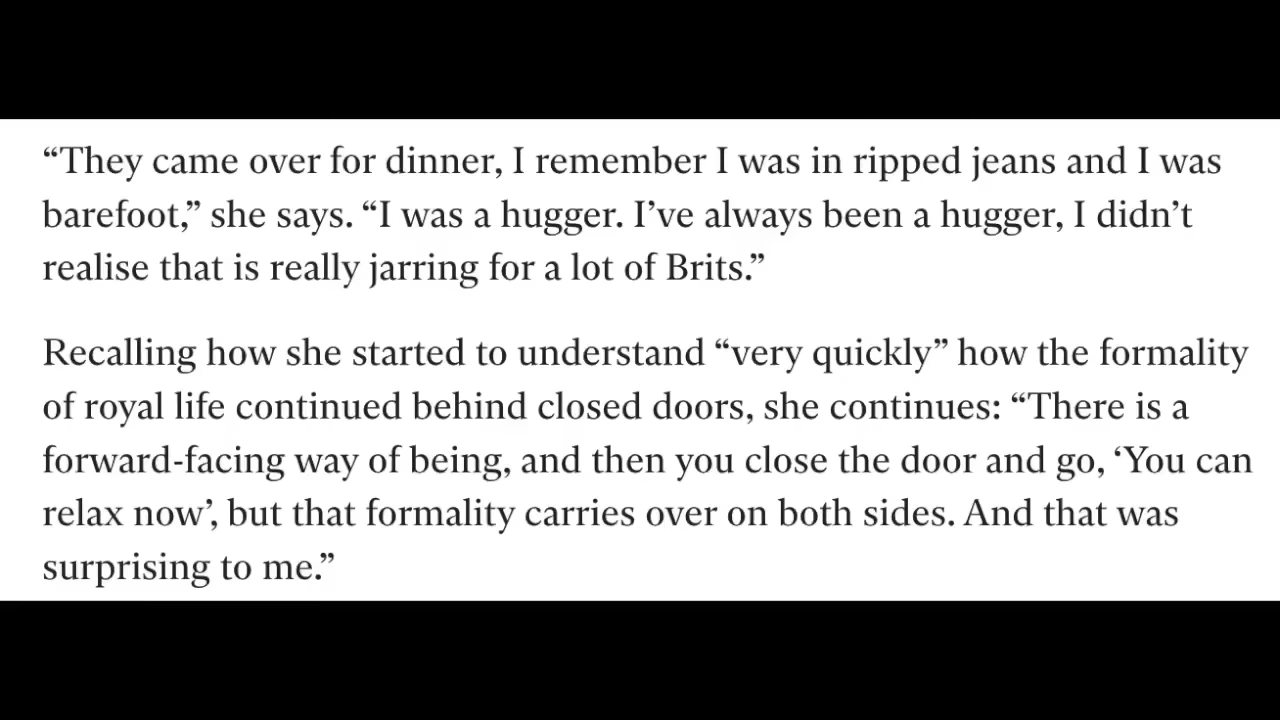 “They came over for dinner, I remember I was in ripped jeans and I was
barefoot,” she says. “I was a hugger. I’ve always been a hugger, I didn’t
realise that is really jarring for a lot of Brits.”
Recalling how she started to understand “very quickly” how the formality
of royal life continued behind closed doors, she continues: “There is a
forward-facing way of being, and then you close the door and go, ‘You can
relax now’, but that formality carries over on both sides. And that was
surprising to me.”